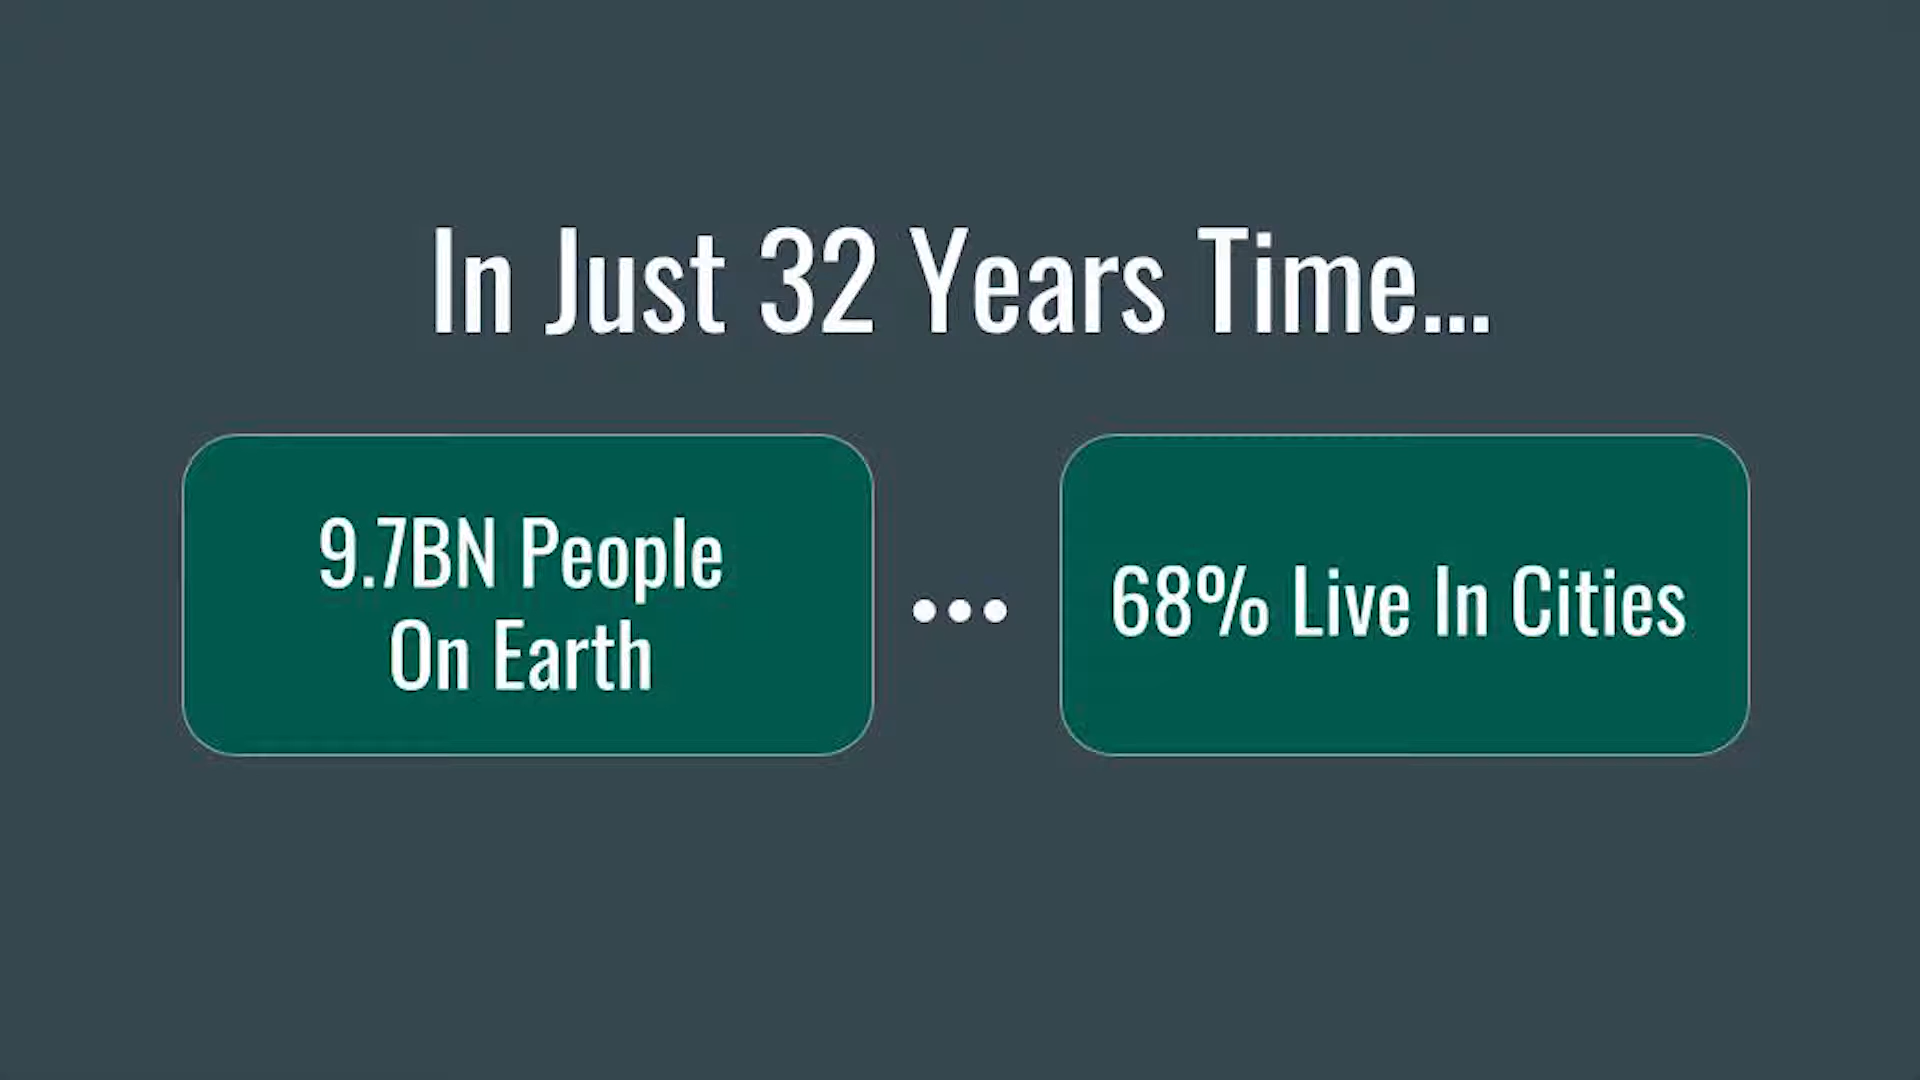 In Just 32 Years Time...
9.7BN People
On Earth
...
68% Live In Cities